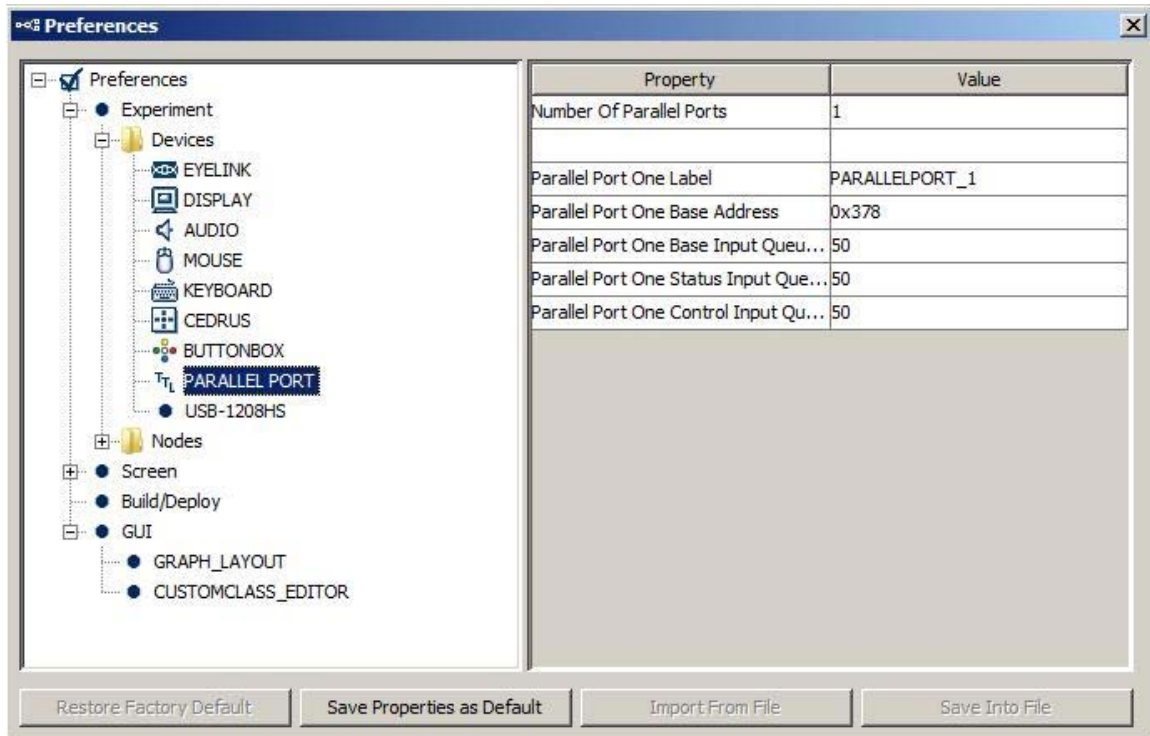 Preferences
Preferences
Experiment
Devices
EYELINK
DISPLAY
AUDIO
MOUSE
KEYBOARD
CEDRUS
BUTTONBOX
TTL PARALLEL PORT
USB-1208HS
Nodes
Screen
Build/Deploy
GUI
GRAPH_LAYOUT
CUSTOMCLASS_EDITOR
Property Value
Number Of Parallel Ports 1
Parallel Port One Label PARALLELPORT_1
Parallel Port One Base Address 0x378
Parallel Port One Base Input Queu... 50
Parallel Port One Status Input Que... 50
Parallel Port One Control Input Qu... 50
Restore Factory Default Save Properties as Default Import From File Save Into File